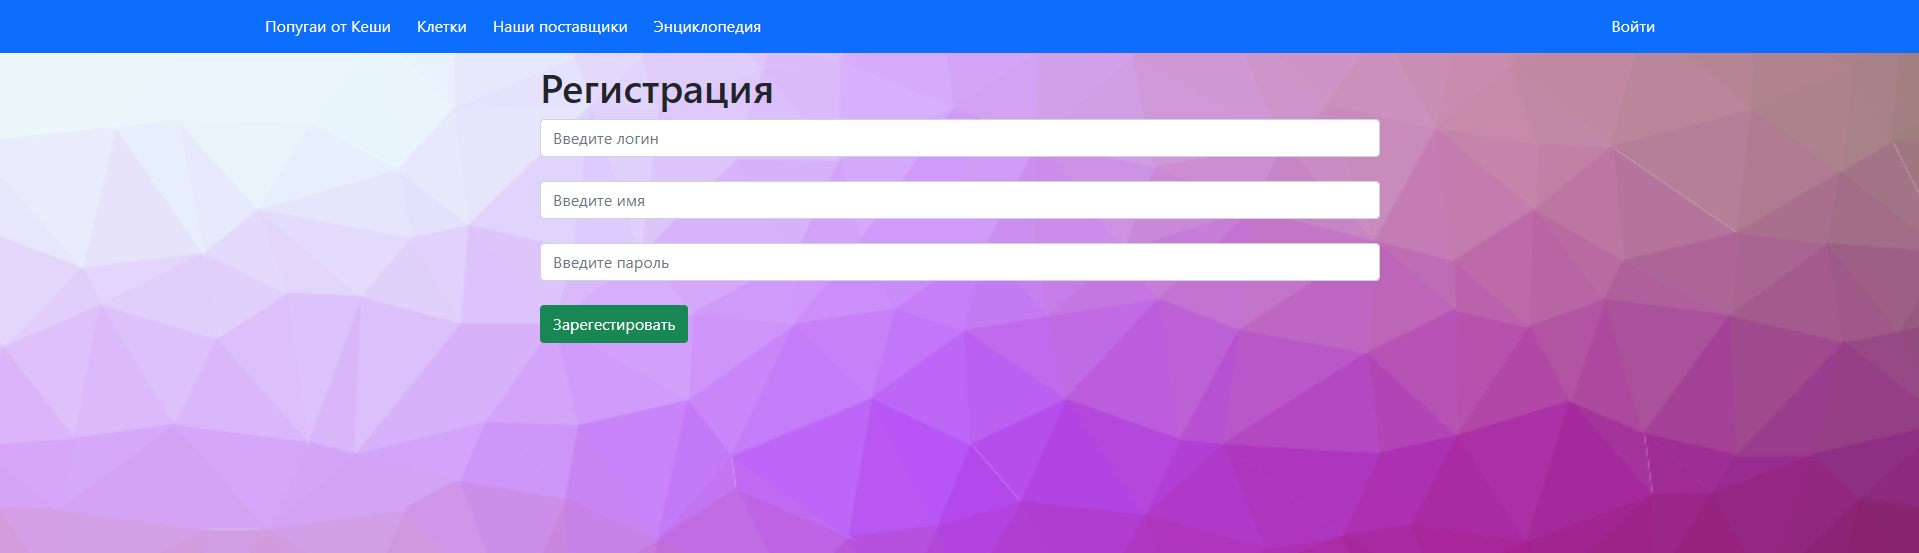 Попугаи от Кеши Клетки Наши поставщики Энциклопедия Войти
Регистрация
Введите логин
Введите имя
Введите пароль
Зарегестировать